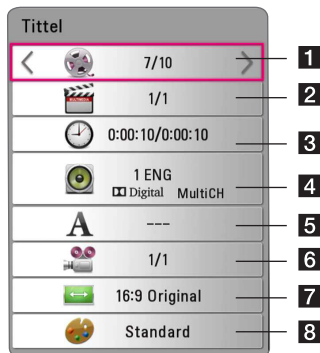 Tittel
7/10 1
MULTIMEDIA
1/1 2
0:00:10/0:00:10 3
1 ENG
Digital MultiCH 4
A --- 5
1/1 6
16:9 Original 7
Standard 8